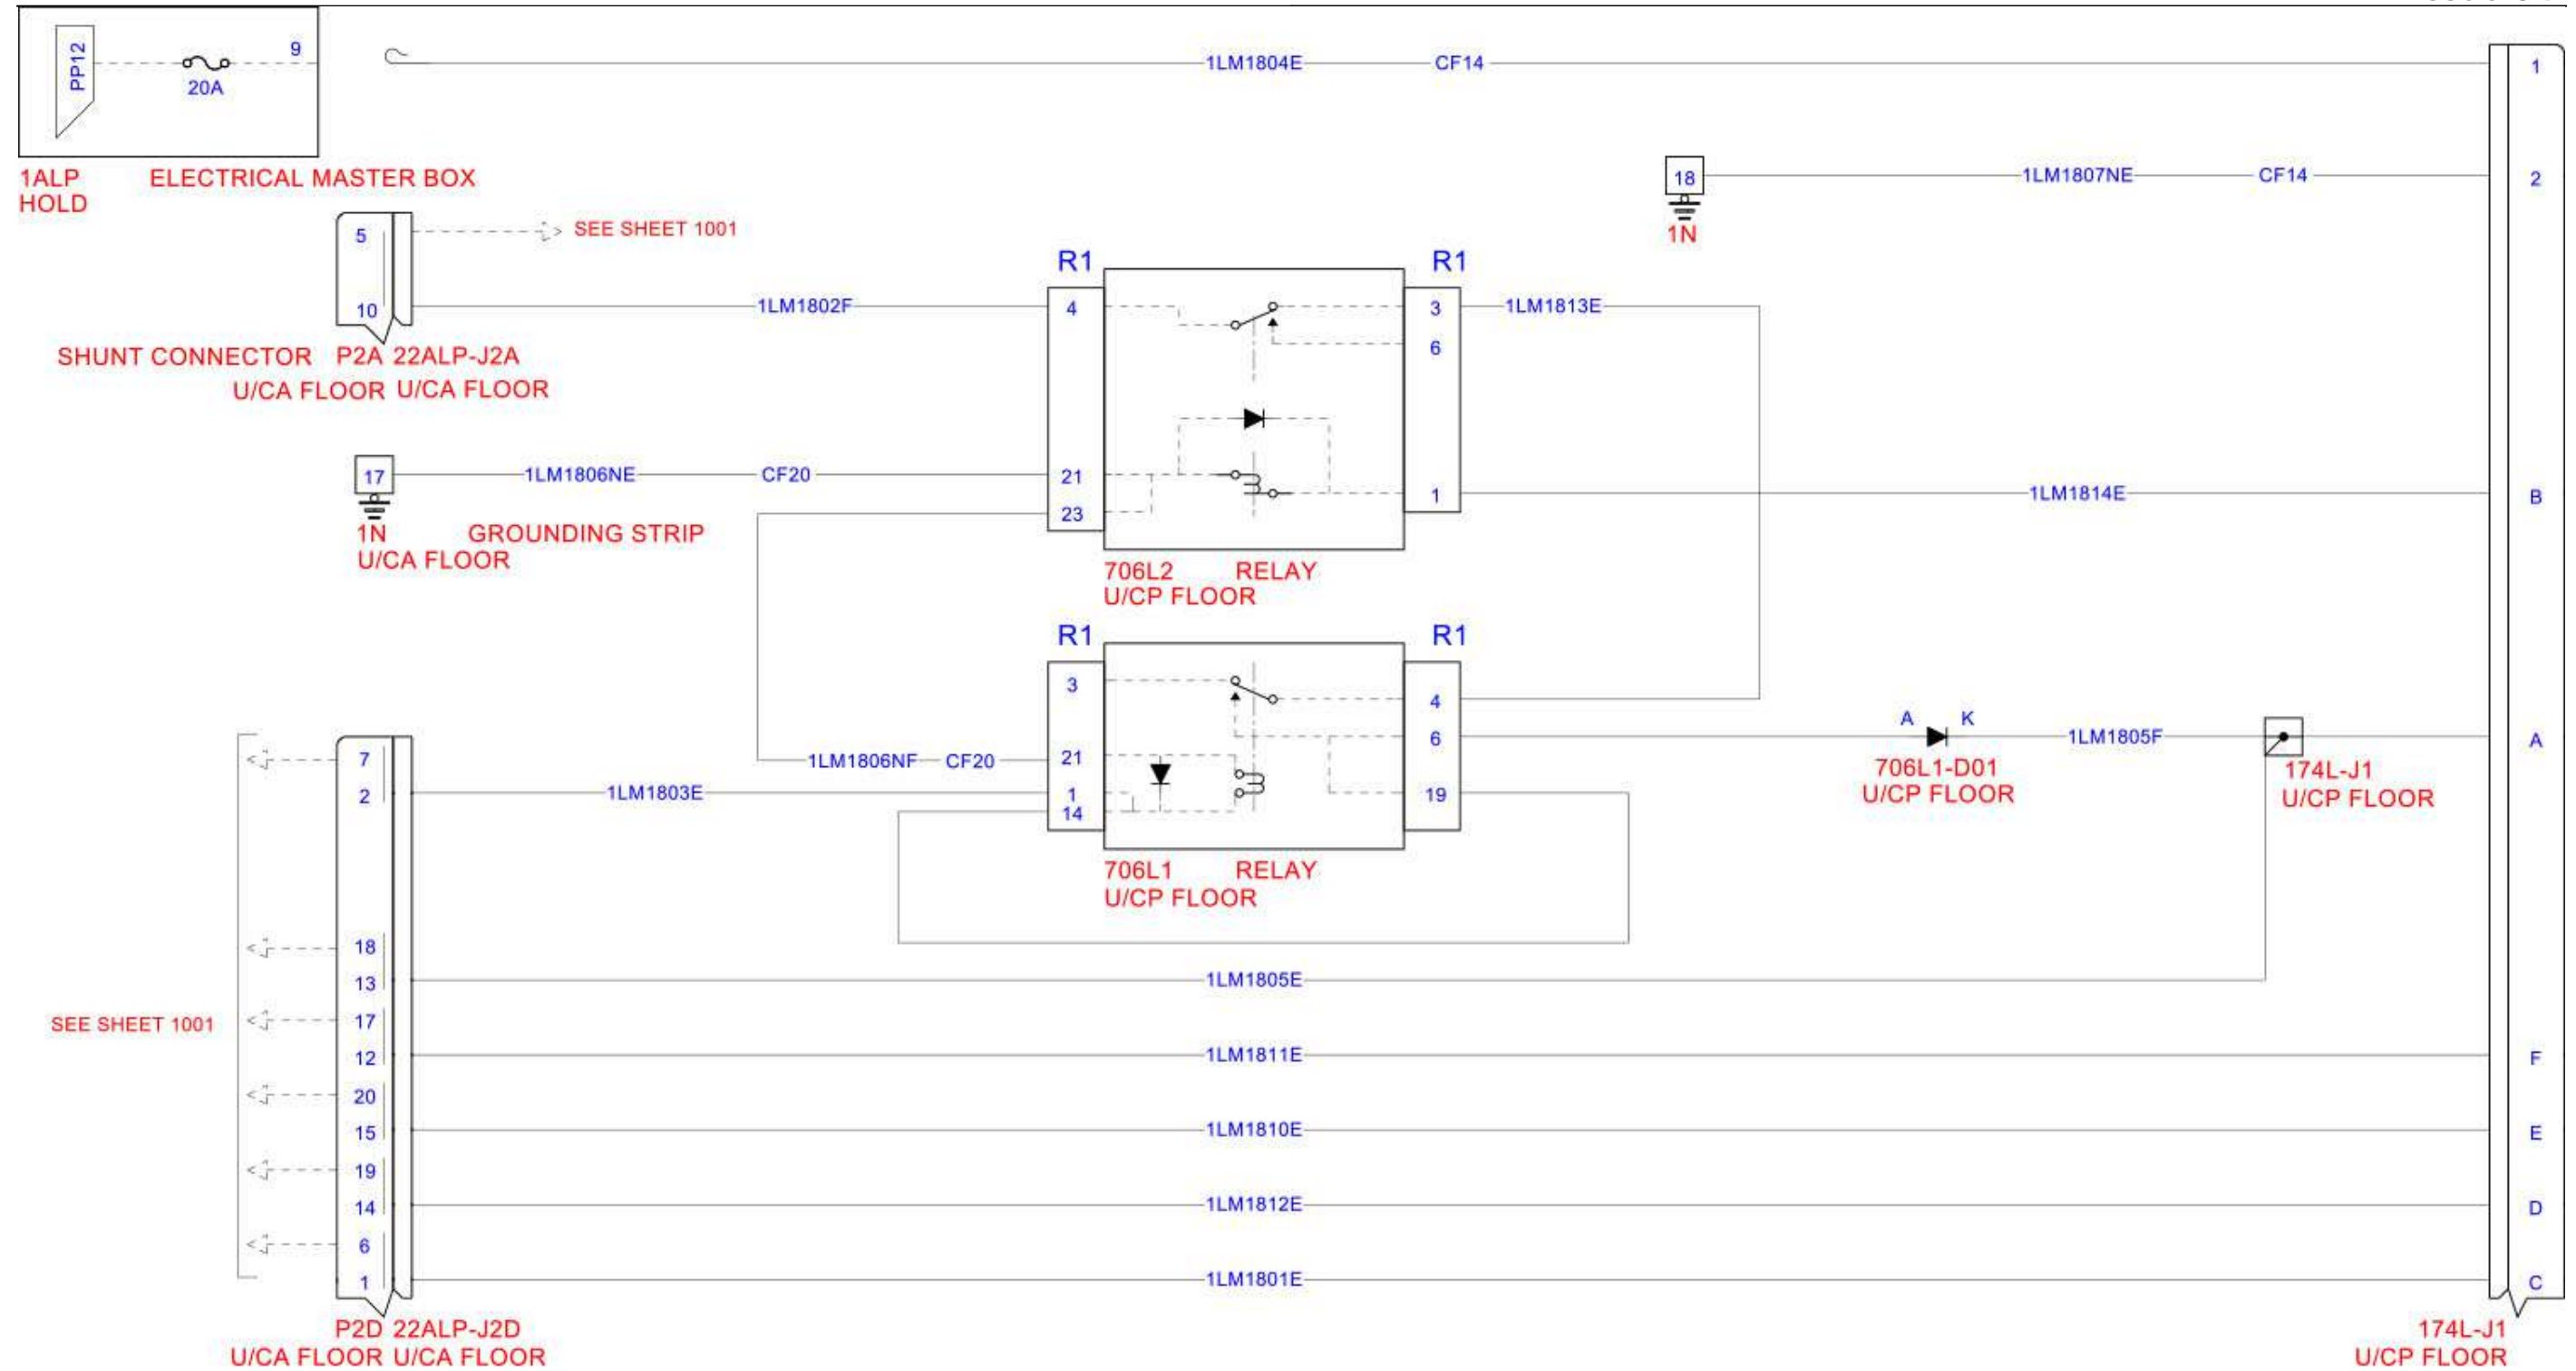 PP12
20A
9
1LM1804E CF14
1
1ALP ELECTRICAL MASTER BOX
HOLD
18
1N
1LM1807NE CF14
2
5
SEE SHEET 1001
10
1LM1802F
SHUNT CONNECTOR P2A 22ALP-J2A
U/CA FLOOR U/CA FLOOR
R1
R1
4
3
6
1LM1813E
21
23
1
1LM1814E
B
17
1LM1806NE CF20
1N GROUNDING STRIP
U/CA FLOOR
706L2 RELAY
U/CP FLOOR
R1
R1
3
21
1
14
4
6
19
1LM1806NF CF20
706L1 RELAY
U/CP FLOOR
A K
706L1-D01
U/CP FLOOR
1LM1805F
174L-J1
U/CP FLOOR
A
7
2
1LM1803E
18
13
1LM1805E
SEE SHEET 1001
17
12
1LM1811E
F
20
15
1LM1810E
E
19
14
1LM1812E
D
6
1
1LM1801E
C
P2D 22ALP-J2D
U/CA FLOOR U/CA FLOOR
174L-J1
U/CP FLOOR